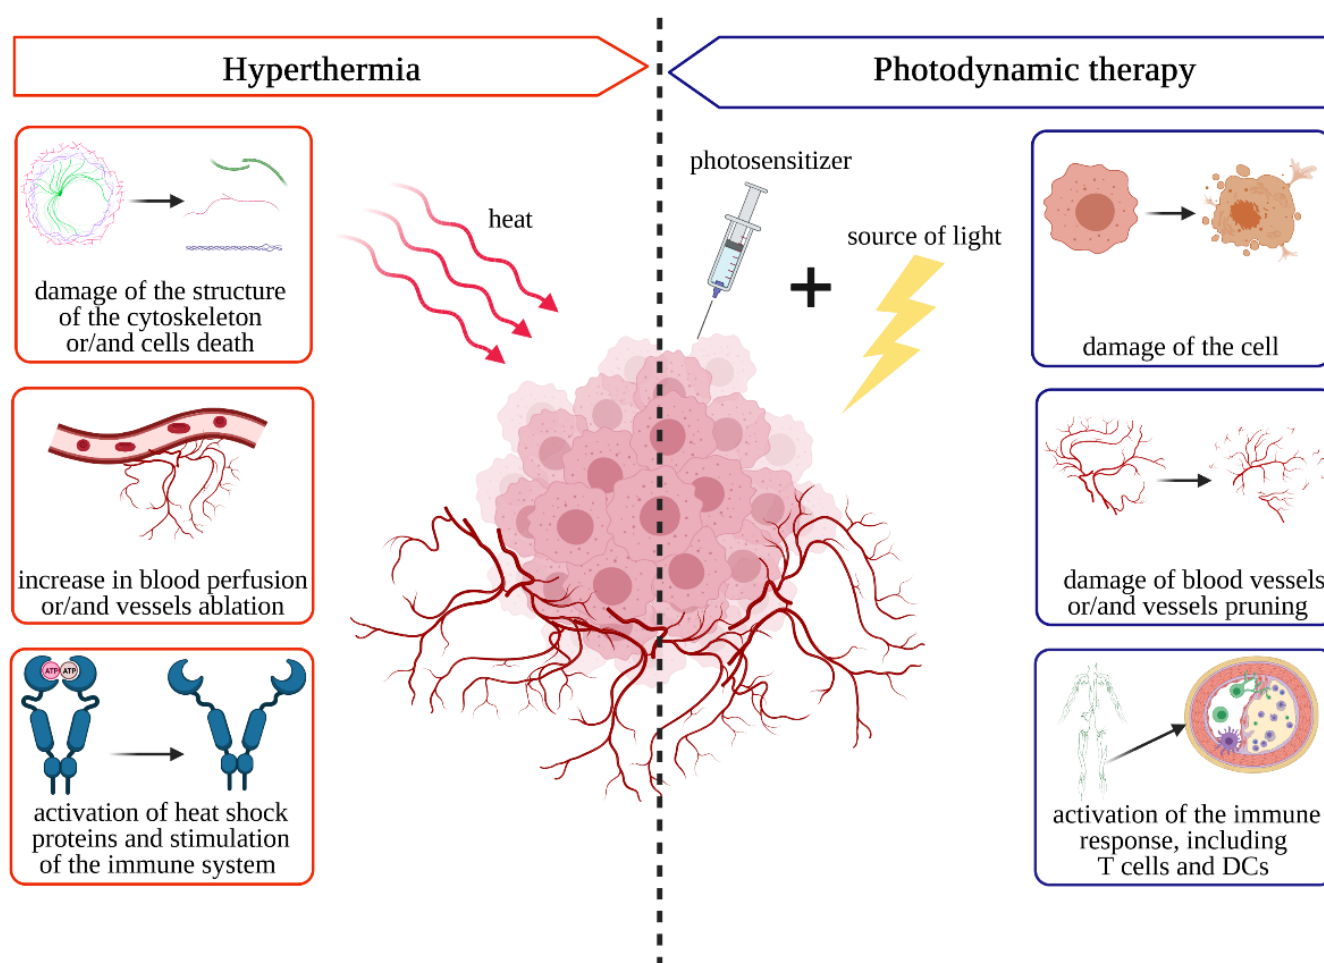 Hyperthermia
Photodynamic therapy
heat
photosensitizer
source of light
damage of the structure
of the cytoskeleton
or/and cells death
increase in blood perfusion
or/and vessels ablation
ATP ATP
activation of heat shock
proteins and stimulation
of the immune system
damage of the cell
damage of blood vessels
or/and vessels pruning
activation of the immune
response, including
T cells and DCs